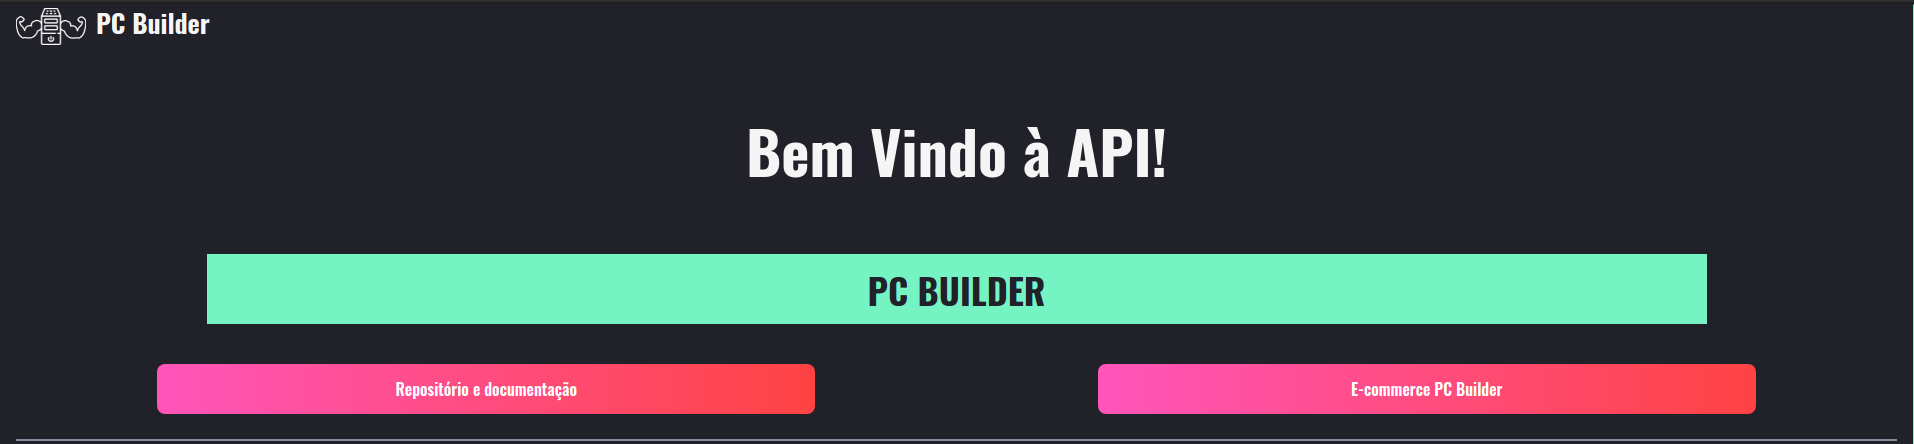 PC Builder
Bem Vindo à API!
PC BUILDER
Repositório e documentação
E-commerce PC Builder